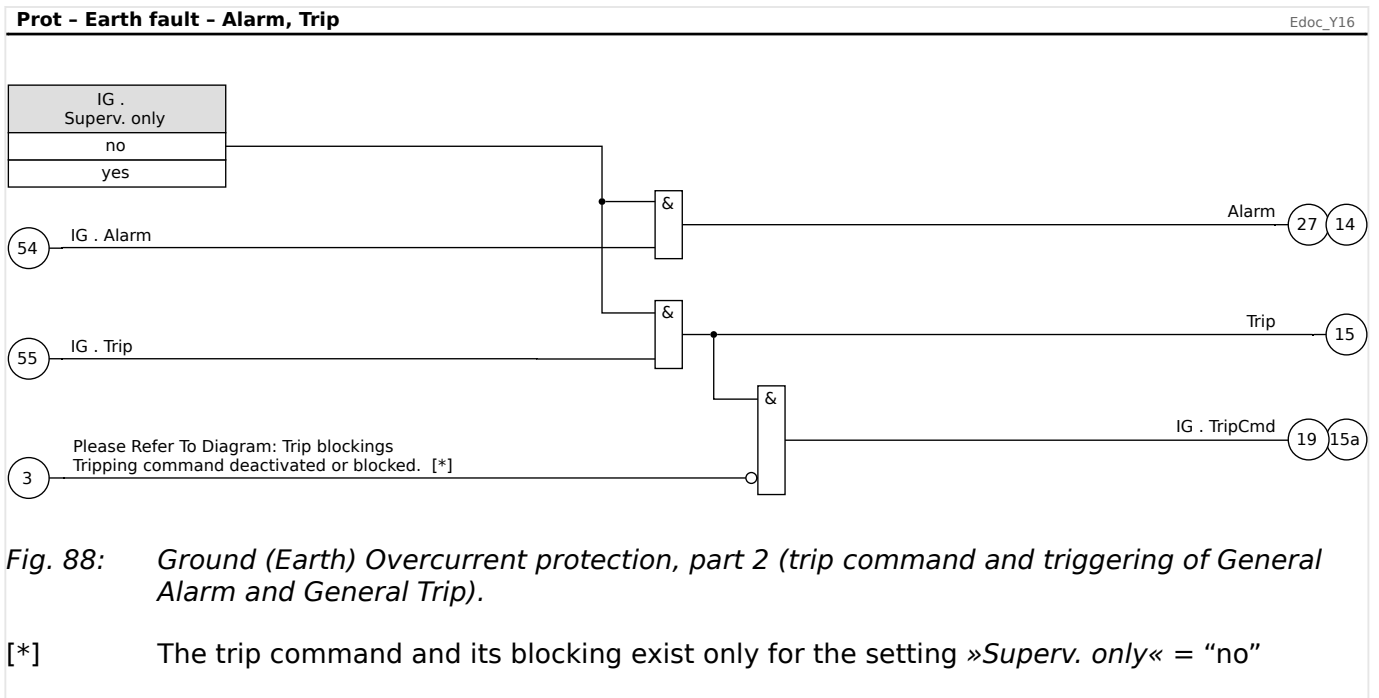 Prot – Earth fault – Alarm, Trip
Edoc_Y16
IG .
Superv. only
no
yes
&
Alarm
27
14
54
IG . Alarm
&
Trip
15
55
IG . Trip
&
IG . TripCmd
19
15a
Please Refer To Diagram: Trip blockings
3
Tripping command deactivated or blocked. [*]
Fig. 88: Ground (Earth) Overcurrent protection, part 2 (trip command and triggering of General
Alarm and General Trip).
[*] The trip command and its blocking exist only for the setting »Superv. only« = “no”